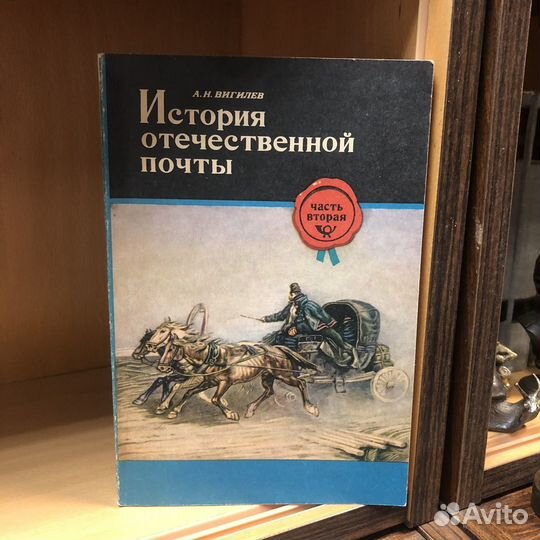 А. Н. ВИГИЛЕВ
История
отечественной
почты
часть
вторая
Avito